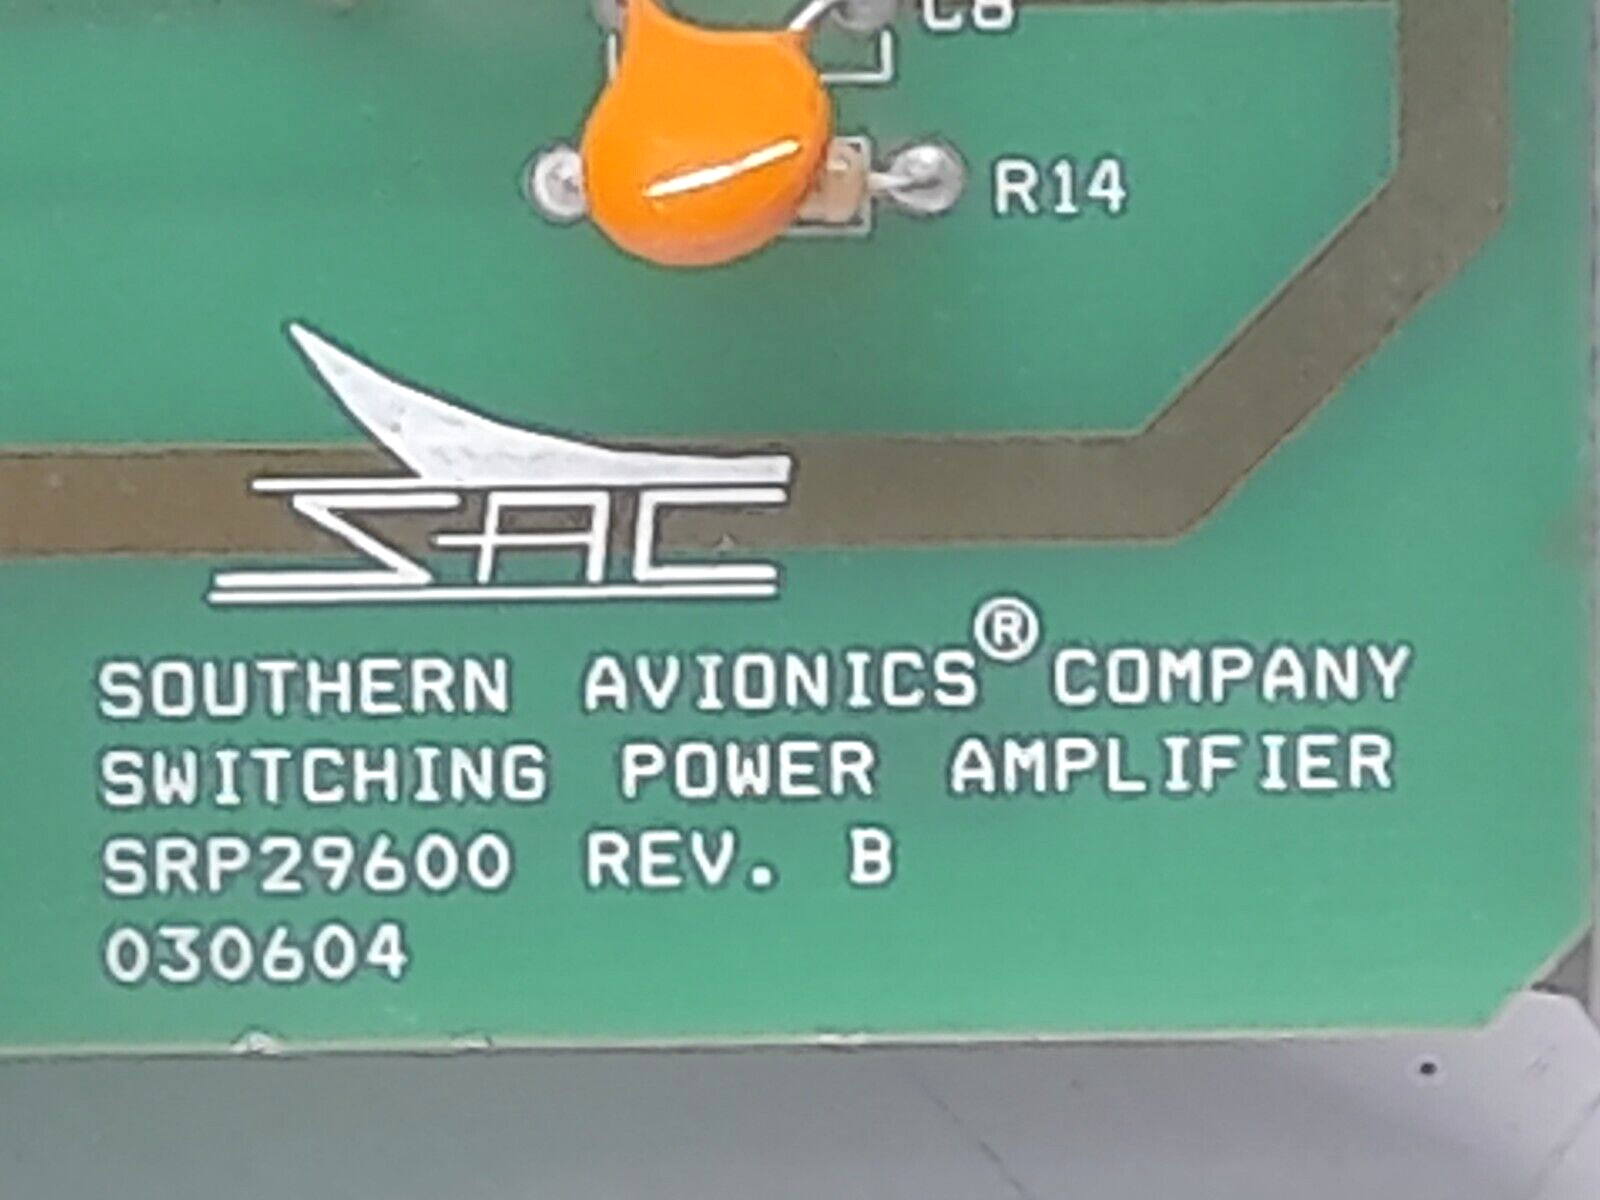 C8
R14
SAC
SOUTHERN AVIONICS® COMPANY
SWITCHING POWER AMPLIFIER
SRP29600 REV. B
030604